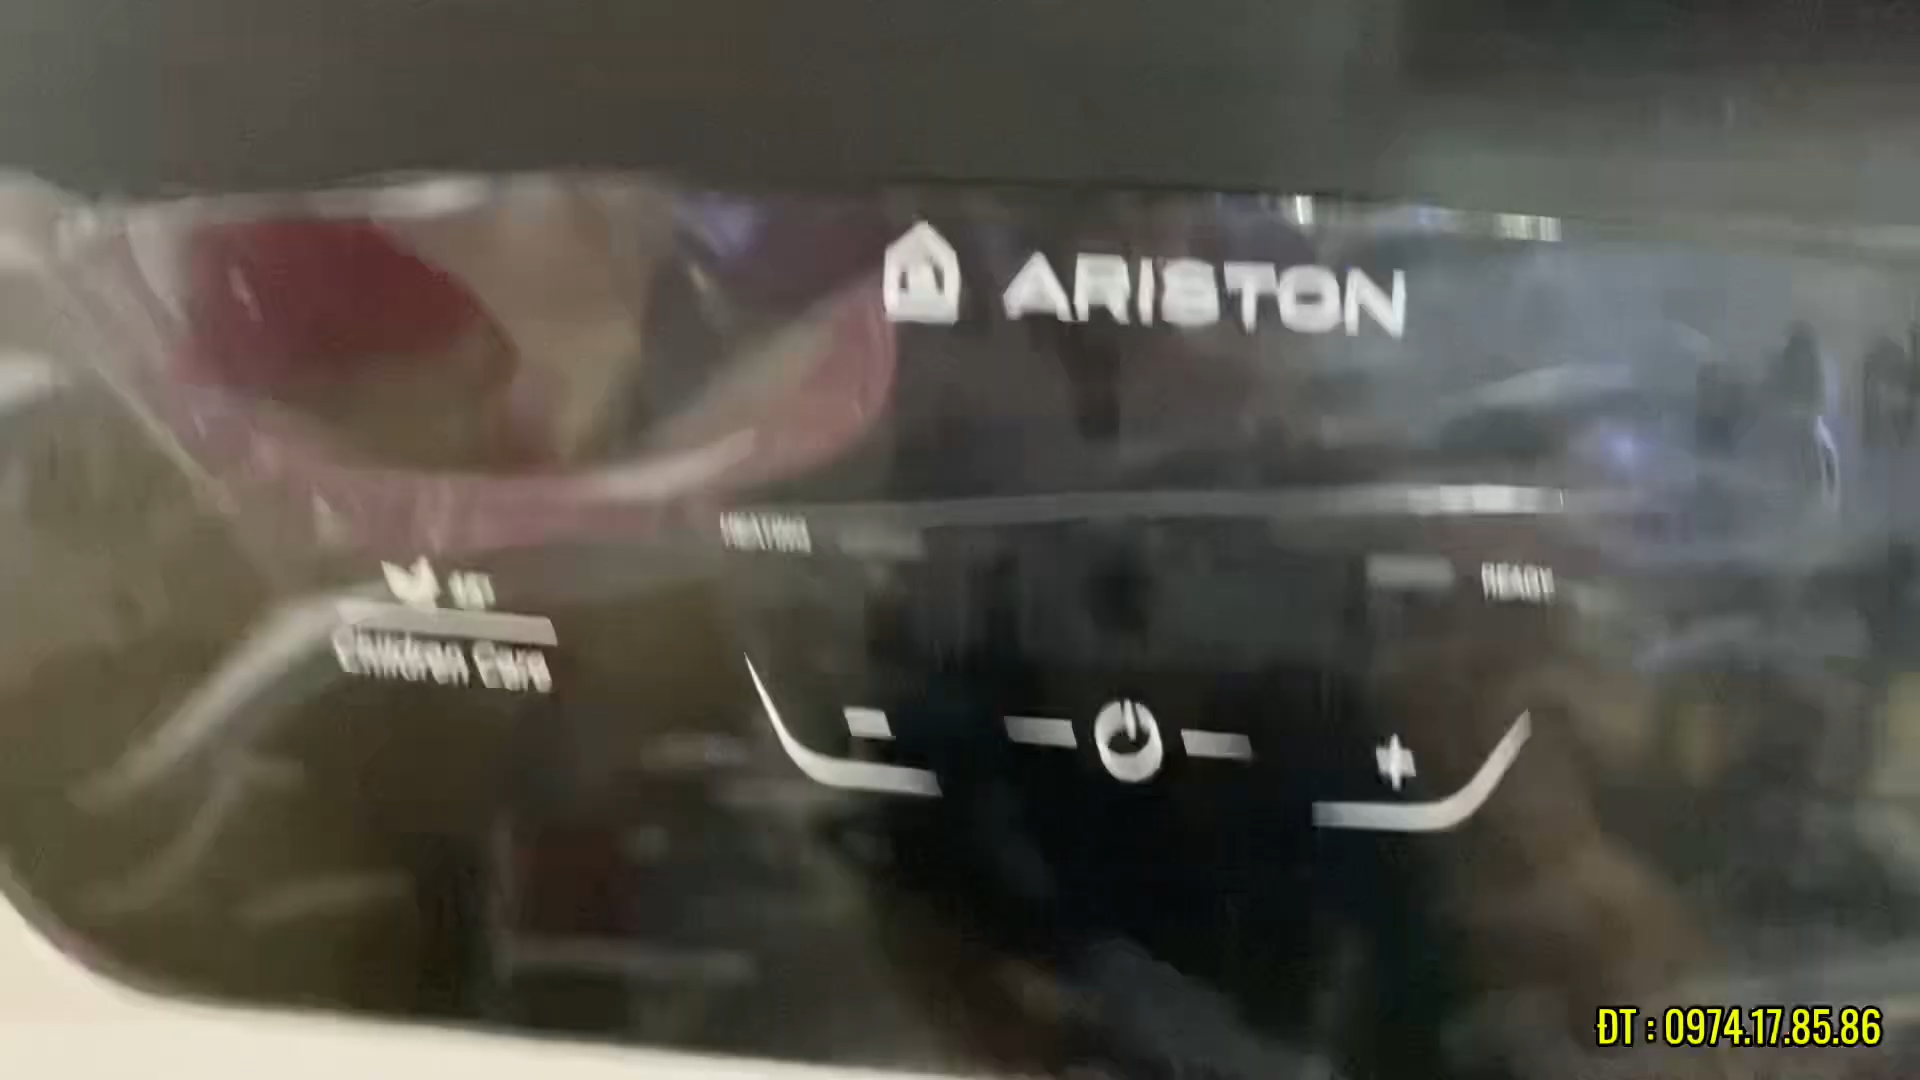 ARISTON
HEATING
READY
Children Care
- +
ĐT : 0974.17.85.86